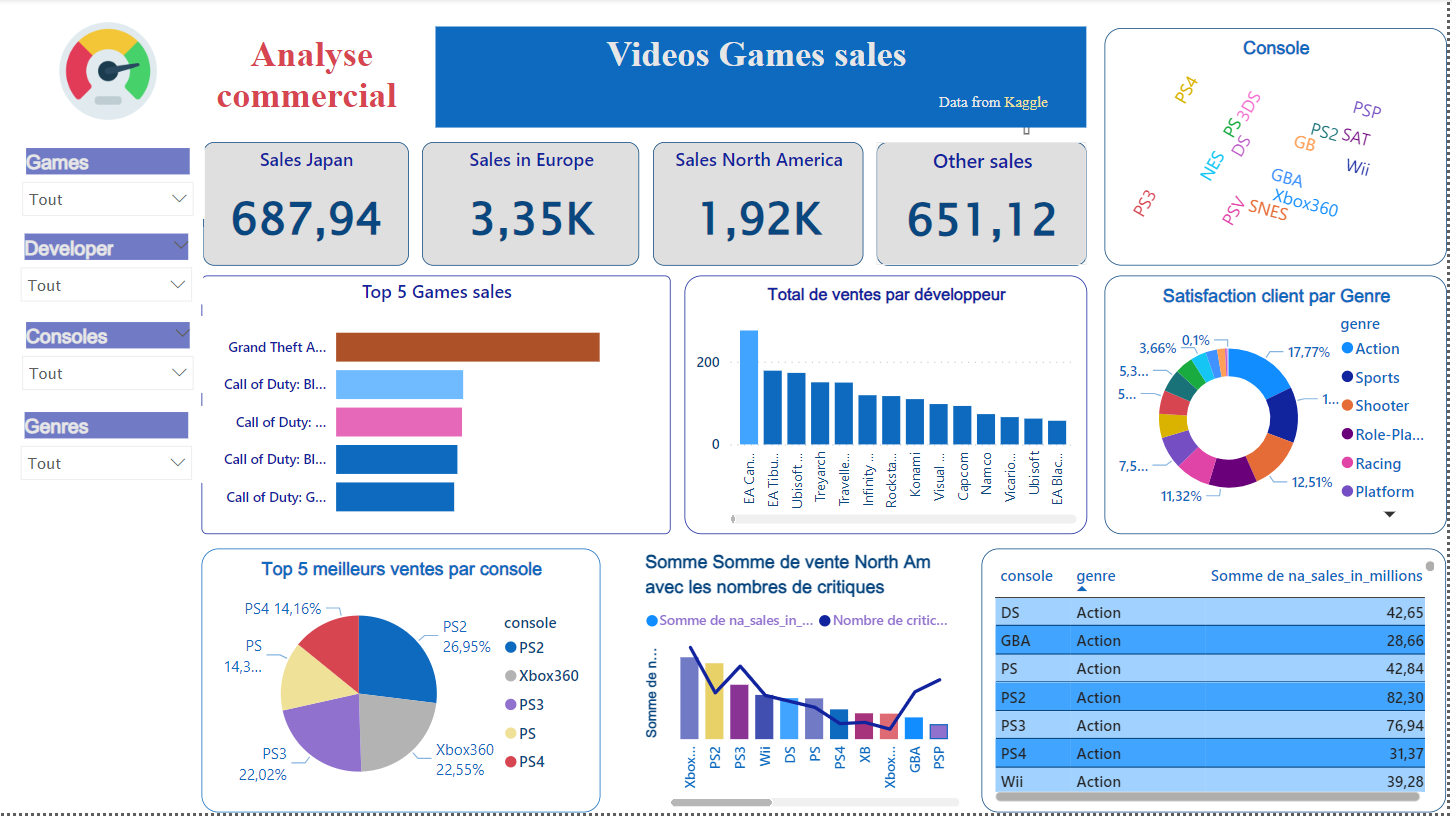 Analyse
commercial
Videos Games sales
Data from Kaggle
Console
PS4
3DS
PS
DS
NES
PS3
PSP
PS2
SAT
GB
Wii
GBA
Xbox360
PSV
SNES
Games
Tout
Developer
Tout
Consoles
Tout
Genres
Tout
Sales Japan
687,94
Sales in Europe
3,35K
Sales North America
1,92K
Other sales
651,12
Top 5 Games sales
Grand Theft A...
Call of Duty: Bl...
Call of Duty: ...
Call of Duty: Bl...
Call of Duty: G...
Total de ventes par développeur
200
0
EA Can...
EA Tibu...
Ubisoft ...
Treyarch
Travelle...
Infinity ...
Rocksta...
Konami
Visual ...
Capcom
Namco
Vicario...
Ubisoft
EA Blac...
Satisfaction client par Genre
17,77%
1...
12,51%
11,32%
7,5...
5...
5,3...
3,66%
0,1%
genre
Action
Sports
Shooter
Role-Pla...
Racing
Platform
Top 5 meilleurs ventes par console
PS4 14,16%
PS
14,3...
PS3
22,02%
PS2
26,95%
Xbox360
22,55%
console
PS2
Xbox360
PS3
PS
PS4
Somme Somme de vente North Am
avec les nombres de critiques
Somme de na_sales_in_... Nombre de critic...
Somme de n...
Xbox...
PS2
PS3
Wii
DS
PS
PS4
XB
Xbox...
GBA
PSP
console genre Somme de na_sales_in_millions
DS Action 42,65
GBA Action 28,66
PS Action 42,84
PS2 Action 82,30
PS3 Action 76,94
PS4 Action 31,37
Wii Action 39,28